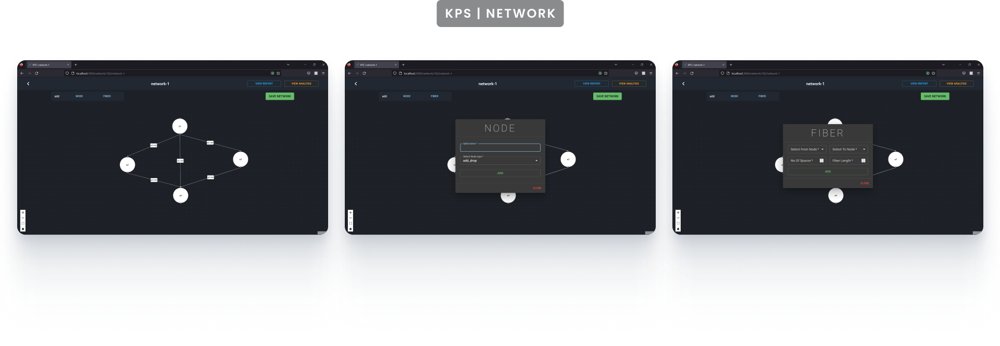 KPS | NETWORK
KPS | network-1
localhost:3000/network/102/network-1
network-1
VIEW REPORT
VIEW ANALYSIS
add
NODE
FIBER
SAVE NETWORK
KPS | network-1
localhost:3000/network/102/network-1
network-1
VIEW REPORT
VIEW ANALYSIS
add
NODE
FIBER
SAVE NETWORK
NODE
Select Node type *
add_drop
ADD
CLOSE
KPS | network-1
localhost:3000/network/102/network-1
network-1
VIEW REPORT
VIEW ANALYSIS
add
NODE
FIBER
SAVE NETWORK
FIBER
Select From Node *
Select To Node *
No.Of Spaces *
Fiber Length *
ADD
CLOSE